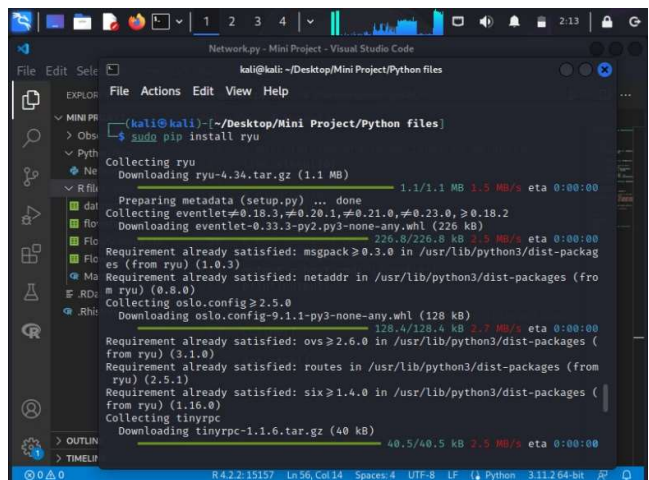 1 2 3 4
2:13
Network.py - Mini Project - Visual Studio Code
File Edit Sele
kali@kali: ~/Desktop/Mini Project/Python files
File Actions Edit View Help
EXPLOR
MINI PR
> Obs
Pyth
Ne
R file
dat
flo
Flo
Flo
Ma
.RDa
.Rhis
> OUTLIN
> TIMELIN
(kali㉿kali)-[~/Desktop/Mini Project/Python files]
$ sudo pip install ryu
Collecting ryu
Downloading ryu-4.34.tar.gz (1.1 MB)
1.1/1.1 MB 1.5 MB/s eta 0:00:00
Preparing metadata (setup.py) ... done
Collecting eventlet≠0.18.3,≠0.20.1,≠0.21.0,≠0.23.0,≥0.18.2
Downloading eventlet-0.33.3-py2.py3-none-any.whl (226 kB)
226.8/226.8 kB 2.5 MB/s eta 0:00:00
Requirement already satisfied: msgpack≥0.3.0 in /usr/lib/python3/dist-packag
es (from ryu) (1.0.3)
Requirement already satisfied: netaddr in /usr/lib/python3/dist-packages (fro
m ryu) (0.8.0)
Collecting oslo.config≥2.5.0
Downloading oslo.config-9.1.1-py3-none-any.whl (128 kB)
128.4/128.4 kB 2.7 MB/s eta 0:00:00
Requirement already satisfied: ovs≥2.6.0 in /usr/lib/python3/dist-packages (
from ryu) (3.1.0)
Requirement already satisfied: routes in /usr/lib/python3/dist-packages (from
ryu) (2.5.1)
Requirement already satisfied: six≥1.4.0 in /usr/lib/python3/dist-packages (
from ryu) (1.16.0)
Collecting tinyrpc
Downloading tinyrpc-1.1.6.tar.gz (40 kB)
40.5/40.5 kB 2.5 MB/s eta 0:00:00
0 0 R 4.2.2: 15157 Ln 56, Col 14 Spaces: 4 UTF-8 LF Python 3.11.2 64-bit